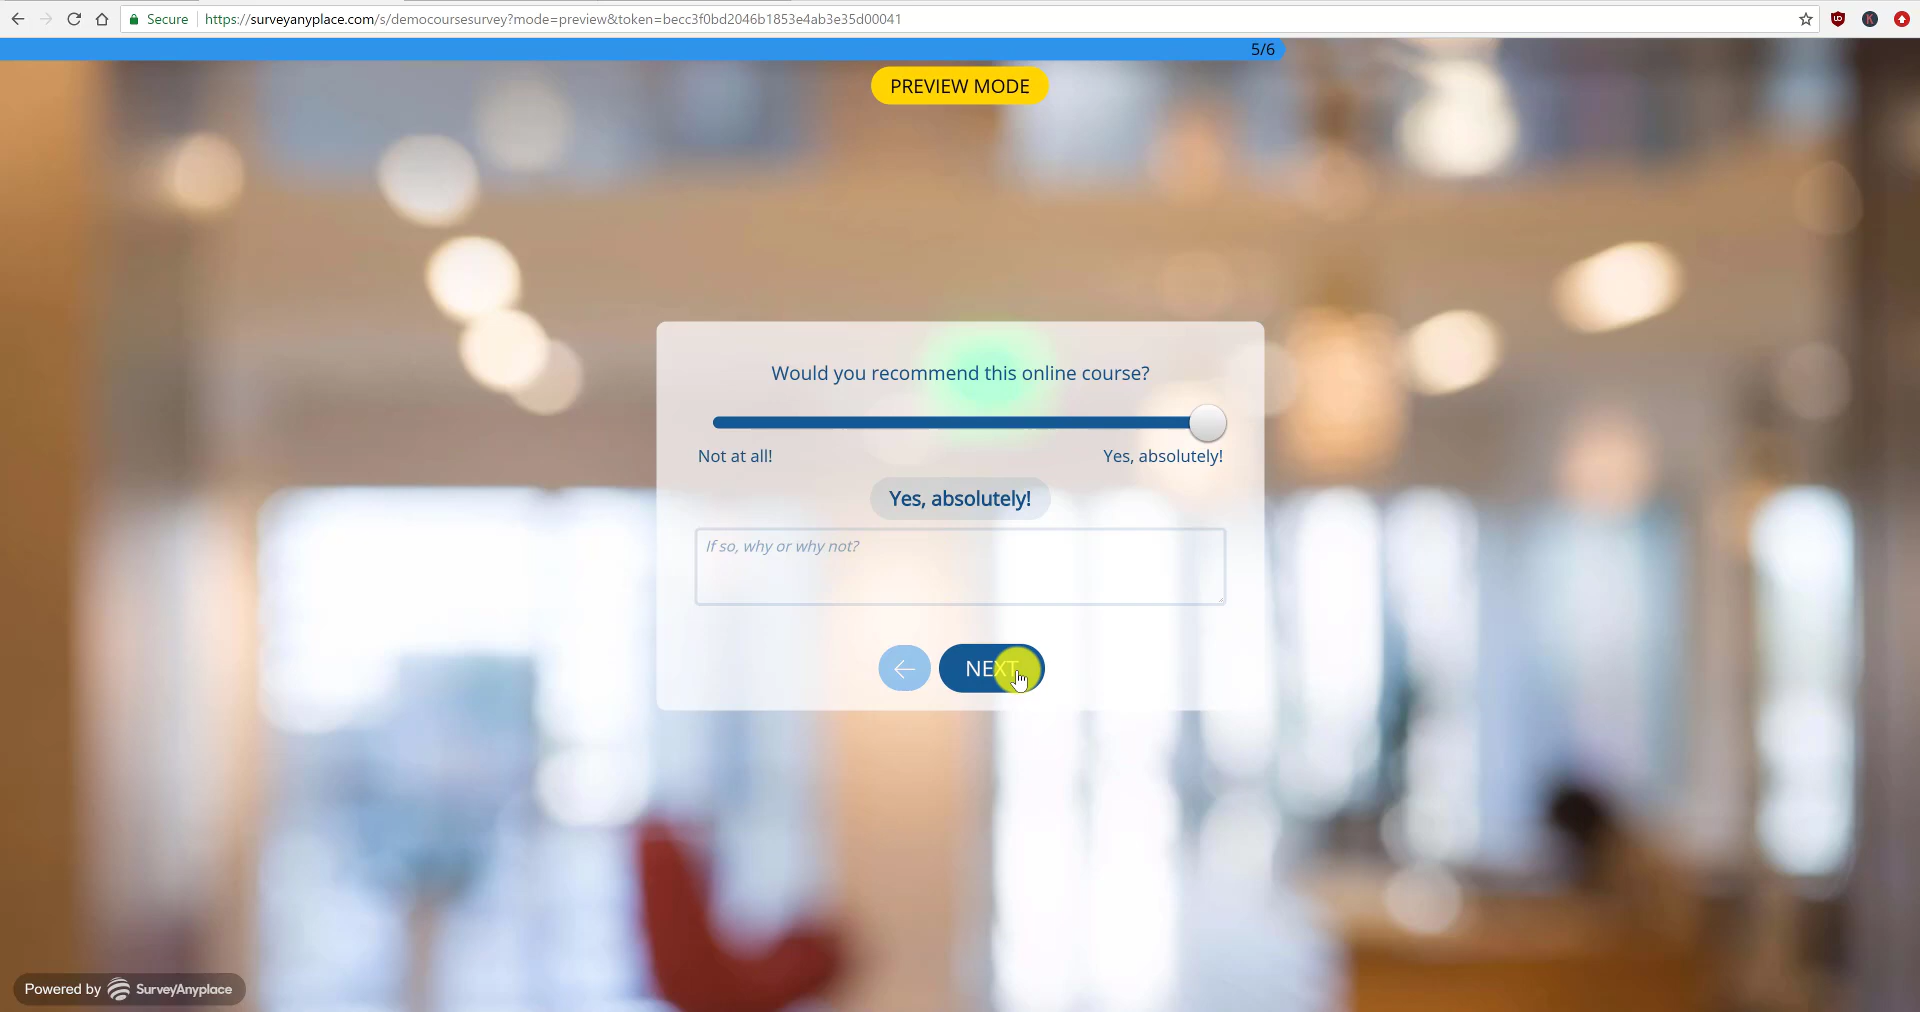 Secure https://surveyanyplace.com/s/democoursesurvey?mode=preview&token=becc3f0bd2046b1853e4ab3e35d00041
5/6
PREVIEW MODE
Would you recommend this online course?
Not at all! Yes, absolutely!
Yes, absolutely!
If so, why or why not?
NEXT
Powered by SurveyAnyplace